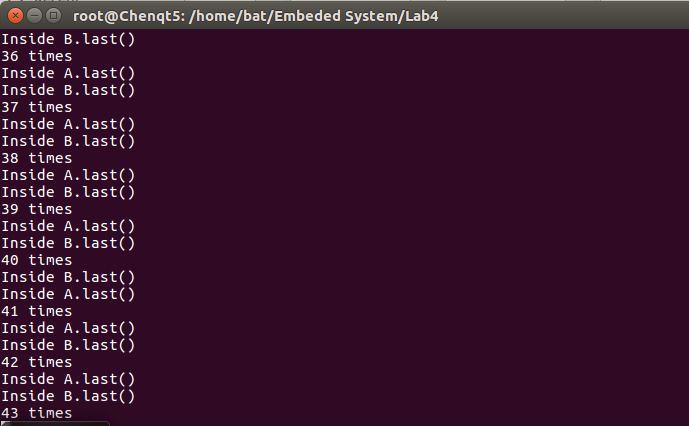 root@Chenqt5: /home/bat/Embeded System/Lab4
Inside B.last()
36 times
Inside A.last()
Inside B.last()
37 times
Inside A.last()
Inside B.last()
38 times
Inside A.last()
Inside B.last()
39 times
Inside A.last()
Inside B.last()
40 times
Inside B.last()
Inside A.last()
41 times
Inside A.last()
Inside B.last()
42 times
Inside A.last()
Inside B.last()
43 times